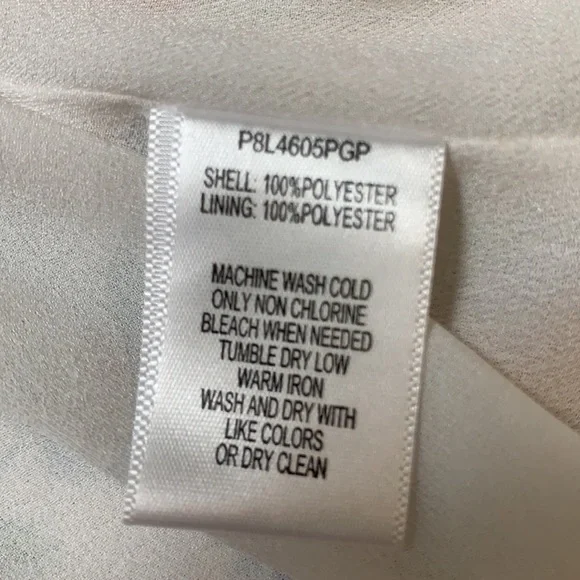 P8L4605PGP
SHELL: 100%POLYESTER
LINING: 100%POLYESTER
MACHINE WASH COLD
ONLY NON CHLORINE
BLEACH WHEN NEEDED
TUMBLE DRY LOW
WARM IRON
WASH AND DRY WITH
LIKE COLORS
OR DRY CLEAN